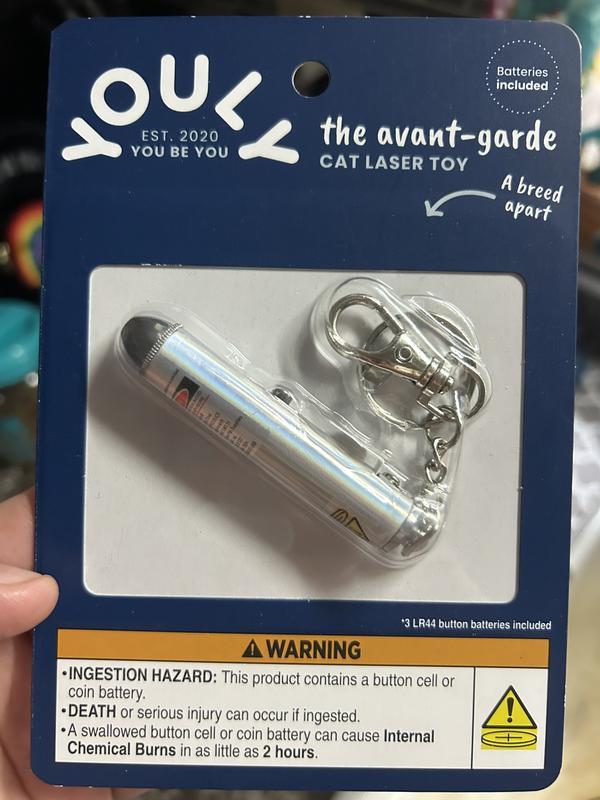 YOULY
EST. 2020
YOU BE YOU
Batteries
included
the avant-garde
CAT LASER TOY
A breed
apart
*3 LR44 button batteries included
WARNING
•INGESTION HAZARD: This product contains a button cell or
coin battery.
•DEATH or serious injury can occur if ingested.
•A swallowed button cell or coin battery can cause Internal
Chemical Burns in as little as 2 hours.